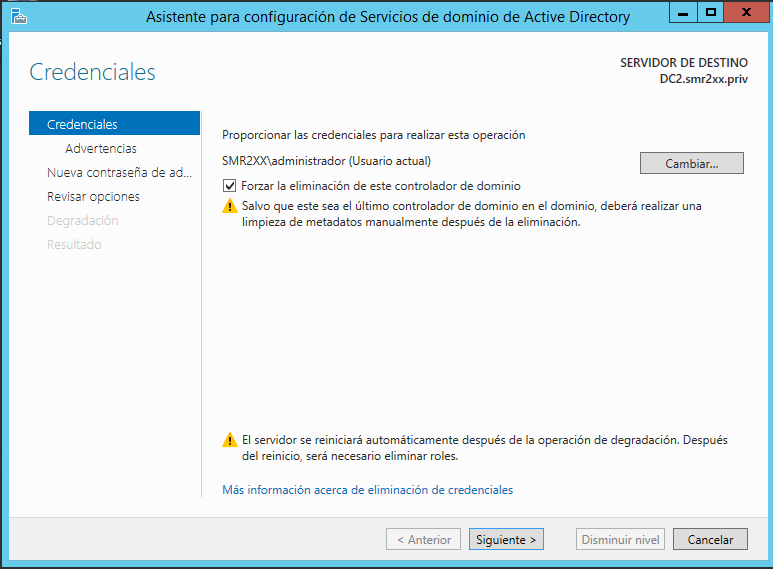 Asistente para configuración de Servicios de dominio de Active Directory
Credenciales
SERVIDOR DE DESTINO
DC2.smr2xx.priv
Credenciales
Advertencias
Nueva contraseña de ad...
Revisar opciones
Degradación
Resultado
Proporcionar las credenciales para realizar esta operación
SMR2XX\administrador (Usuario actual)
Cambiar...
Forzar la eliminación de este controlador de dominio
Salvo que este sea el último controlador de dominio en el dominio, deberá realizar una
limpieza de metadatos manualmente después de la eliminación.
El servidor se reiniciará automáticamente después de la operación de degradación. Después
del reinicio, será necesario eliminar roles.
Más información acerca de eliminación de credenciales
< Anterior
Siguiente >
Disminuir nivel
Cancelar